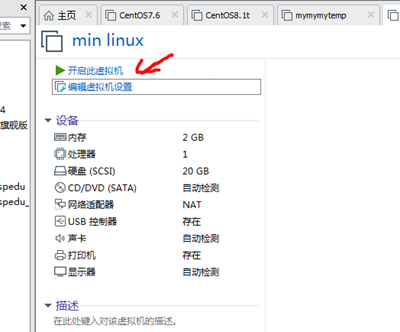 主页
CentOS7.6
CentOS8.1t
mymymytemp
搜索
min linux
开启此虚拟机
编辑虚拟机设置
设备
内存 2 GB
处理器 1
硬盘 (SCSI) 20 GB
CD/DVD (SATA) 自动检测
网络适配器 NAT
USB 控制器 存在
声卡 自动检测
打印机 存在
显示器 自动检测
描述
在此处键入对该虚拟机的描述。
4
旗舰版
spedu
spedu_